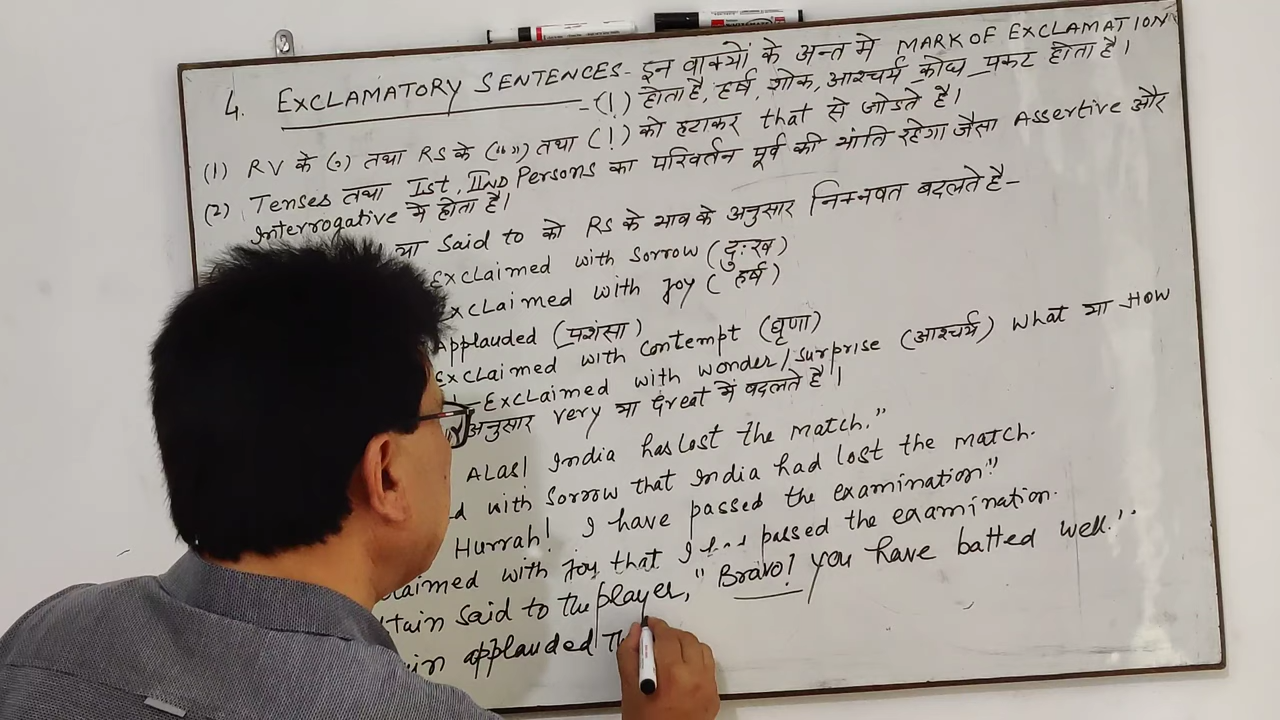 4. EXCLAMATORY SENTENCES - इन वाक्यों के अन्त में MARK OF EXCLAMATION
- (!) होता है, हर्ष, शोक, आश्चर्य क्रोध प्रकट होता है।
(1) RV के (,) तथा RS के (" ") तथा (!) को हटाकर that से जोड़ते है।
(2) Tenses तथा Ist, IIND Persons का परिवर्तन पूर्व की भांति रहेगा जैसा Assertive और
Interrogative में होता है।
या Said to को RS के भाव के अनुसार निम्नवत बदलते है-
Exclaimed with Sorrow (दुःख)
Exclaimed with Joy (हर्ष)
Applauded (प्रशंसा)
Exclaimed with Contempt (घृणा)
- Exclaimed with wonder/Surprise (आश्चर्य) What या HOW
अनुसार very या Great में बदलते है।
ALas! India has lost the match."
d with Sorrow that India had lost the match.
Hurrah! I have passed the examination."
claimed with Joy that I had passed the examination.
tain Said to the player, "Bravo! you have batted well."
in applauded